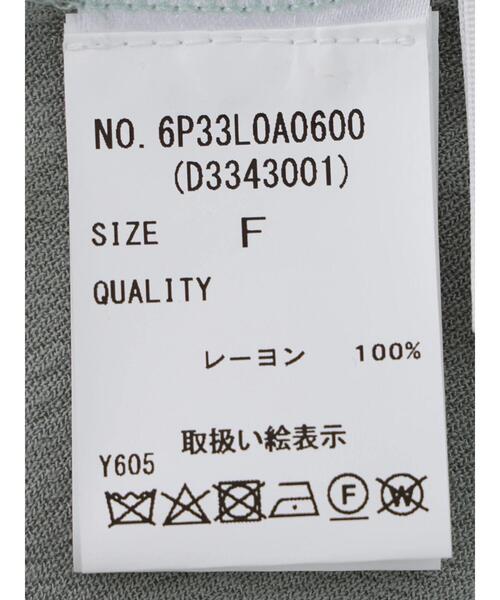 NO. 6P33L0A0600
(D3343001)
SIZE F
QUALITY
レーヨン 100%
取扱い絵表示
Y605
F W